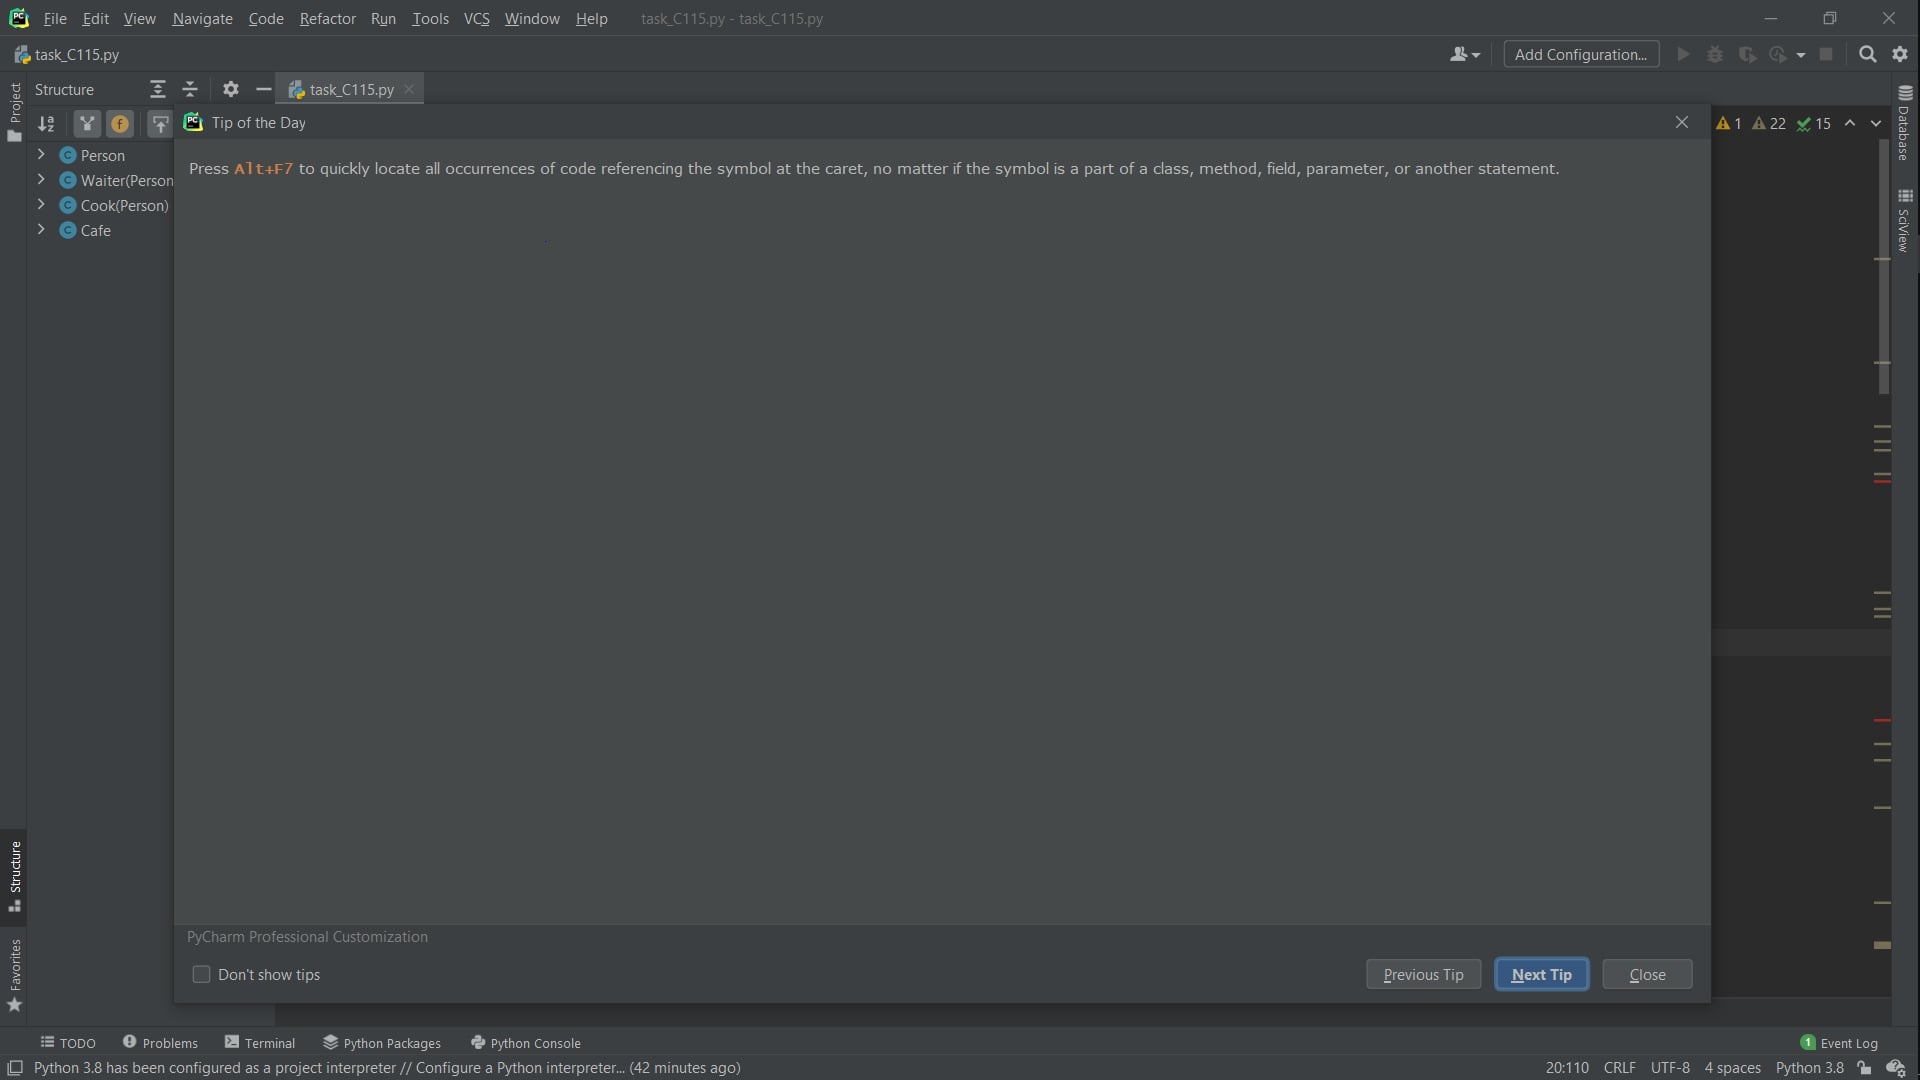 File Edit View Navigate Code Refactor Run Tools VCS Window Help task_C115.py - task_C115.py
task_C115.py Add Configuration...
Project
Structure task_C115.py
Tip of the Day
1 22 15
Database
Person
Waiter(Person
Cook(Person)
Cafe
Press Alt+F7 to quickly locate all occurrences of code referencing the symbol at the caret, no matter if the symbol is a part of a class, method, field, parameter, or another statement.
SciView
Structure
Favorites
PyCharm Professional Customization
Don't show tips Previous Tip Next Tip Close
TODO Problems Terminal Python Packages Python Console 1 Event Log
Python 3.8 has been configured as a project interpreter // Configure a Python interpreter... (42 minutes ago) 20:110 CRLF UTF-8 4 spaces Python 3.8